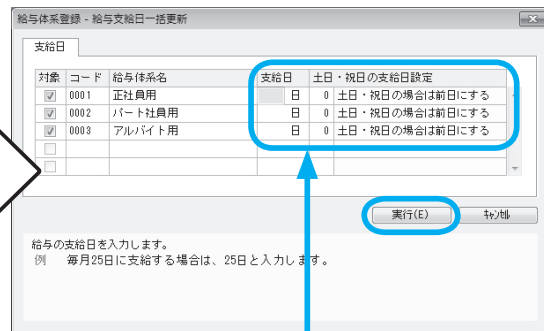 給与体系登録 - 給与支給日一括更新
支給日
対象 コード 給与体系名 支給日 土日・祝日の支給日設定
0001 正社員用 日 0 土日・祝日の場合は前日にする
0002 パート社員用 日 0 土日・祝日の場合は前日にする
0003 アルバイト用 日 0 土日・祝日の場合は前日にする
実行(E) ｷｬﾝｾﾙ
給与の支給日を入力します。
例 毎月25日に支給する場合は、25日と入力します。